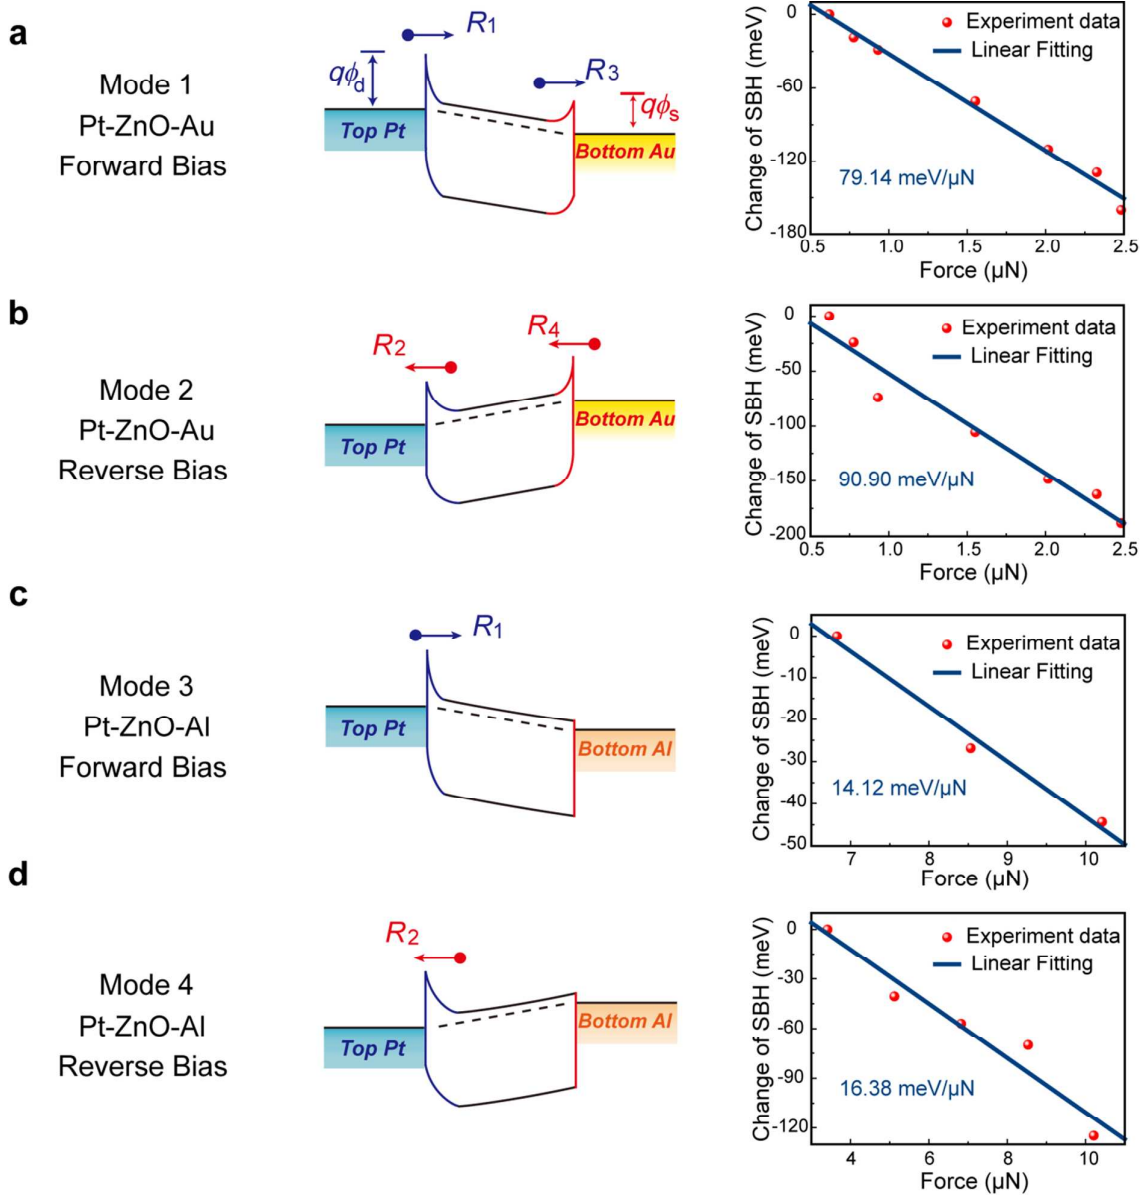 a
Mode 1
Pt-ZnO-Au
Forward Bias
R1
qϕd
R3
qϕs
Top Pt
Bottom Au
Change of SBH (meV)
0
-60
-120
-180
Experiment data
Linear Fitting
79.14 meV/µN
0.5 1.0 1.5 2.0 2.5
Force (µN)
b
Mode 2
Pt-ZnO-Au
Reverse Bias
R2
R4
Top Pt
Bottom Au
Change of SBH (meV)
0
-50
-100
-150
-200
Experiment data
Linear Fitting
90.90 meV/µN
0.5 1.0 1.5 2.0 2.5
Force (µN)
c
Mode 3
Pt-ZnO-Al
Forward Bias
R1
Top Pt
Bottom Al
Change of SBH (meV)
0
-10
-20
-30
-40
-50
Experiment data
Linear Fitting
14.12 meV/µN
7 8 9 10
Force (µN)
d
Mode 4
Pt-ZnO-Al
Reverse Bias
R2
Top Pt
Bottom Al
Change of SBH (meV)
0
-30
-60
-90
-120
Experiment data
Linear Fitting
16.38 meV/µN
4 6 8 10
Force (µN)